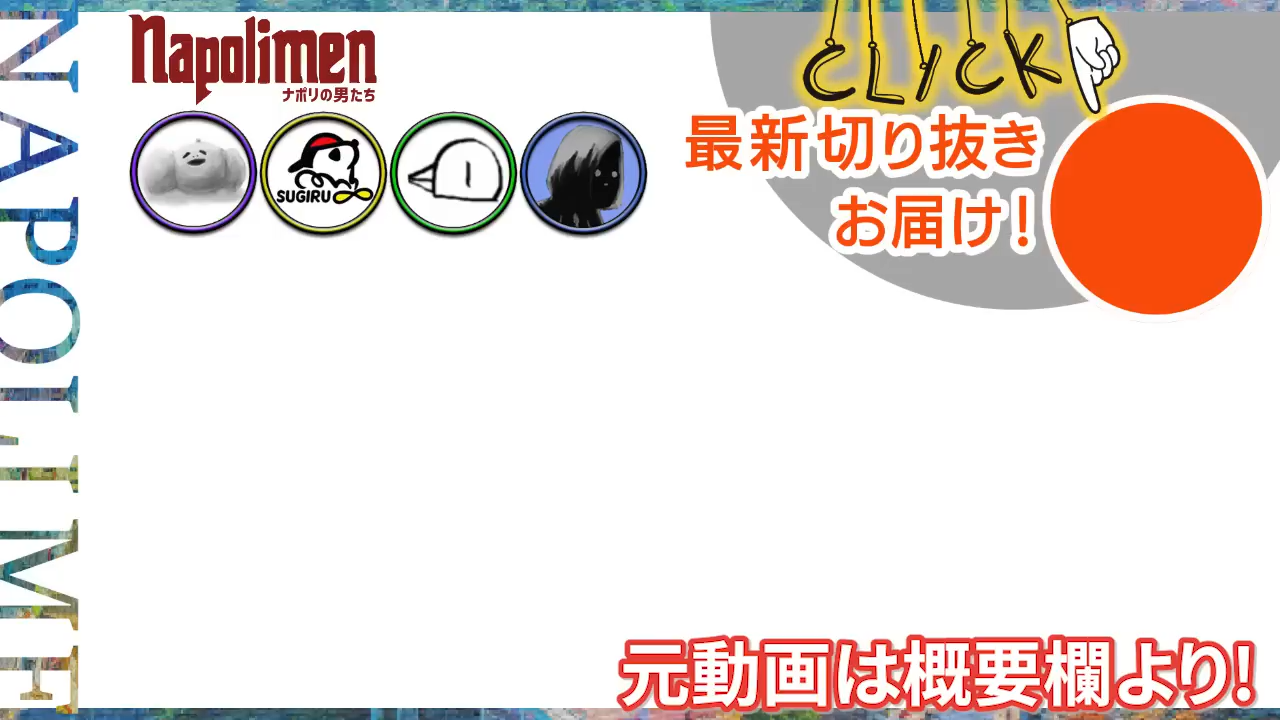 NAPOLIMEN
Napolimen
ナポリの男たち
SUGIRU
CLICK
最新切り抜き
お届け！
元動画は概要欄より！